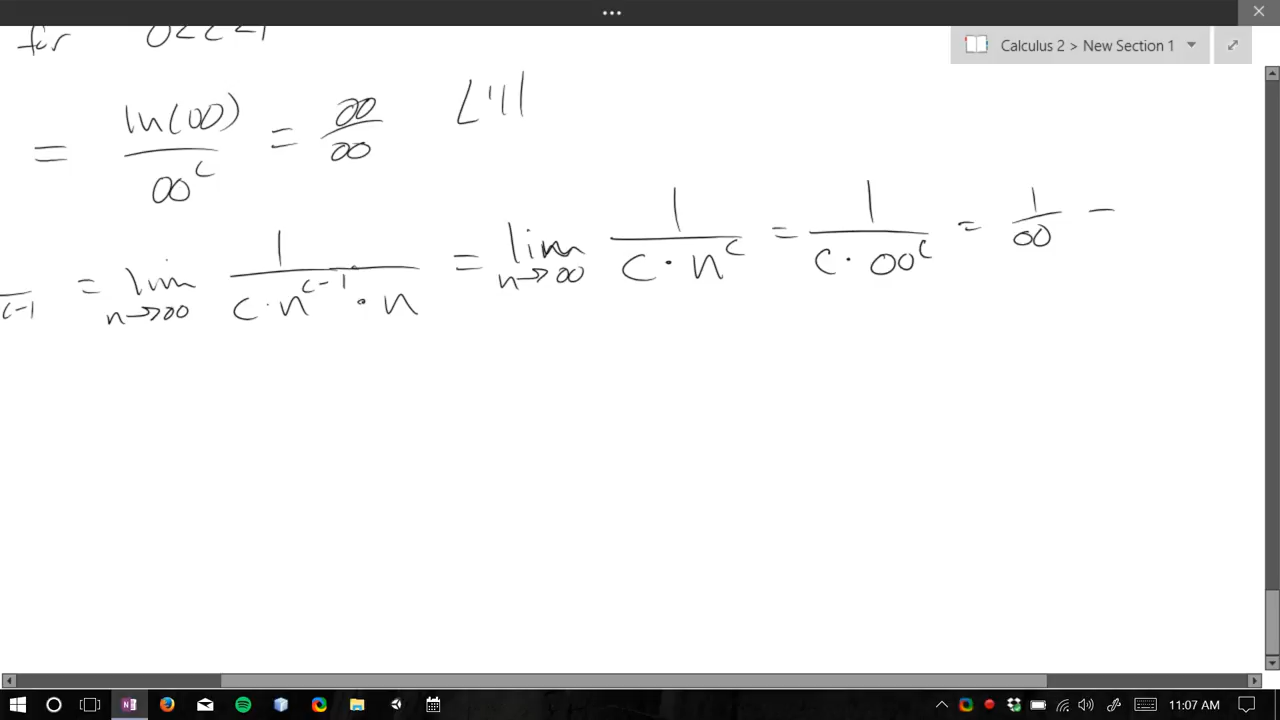 Calculus 2 > New Section 1
for 0<c<1
= ln(∞)/∞^c = ∞/∞ L'H
c-1 = lim n→∞ 1/(c·n^(c-1)·n) = lim n→∞ 1/(c·n^c) = 1/(c·∞^c) = 1/∞ −
11:07 AM